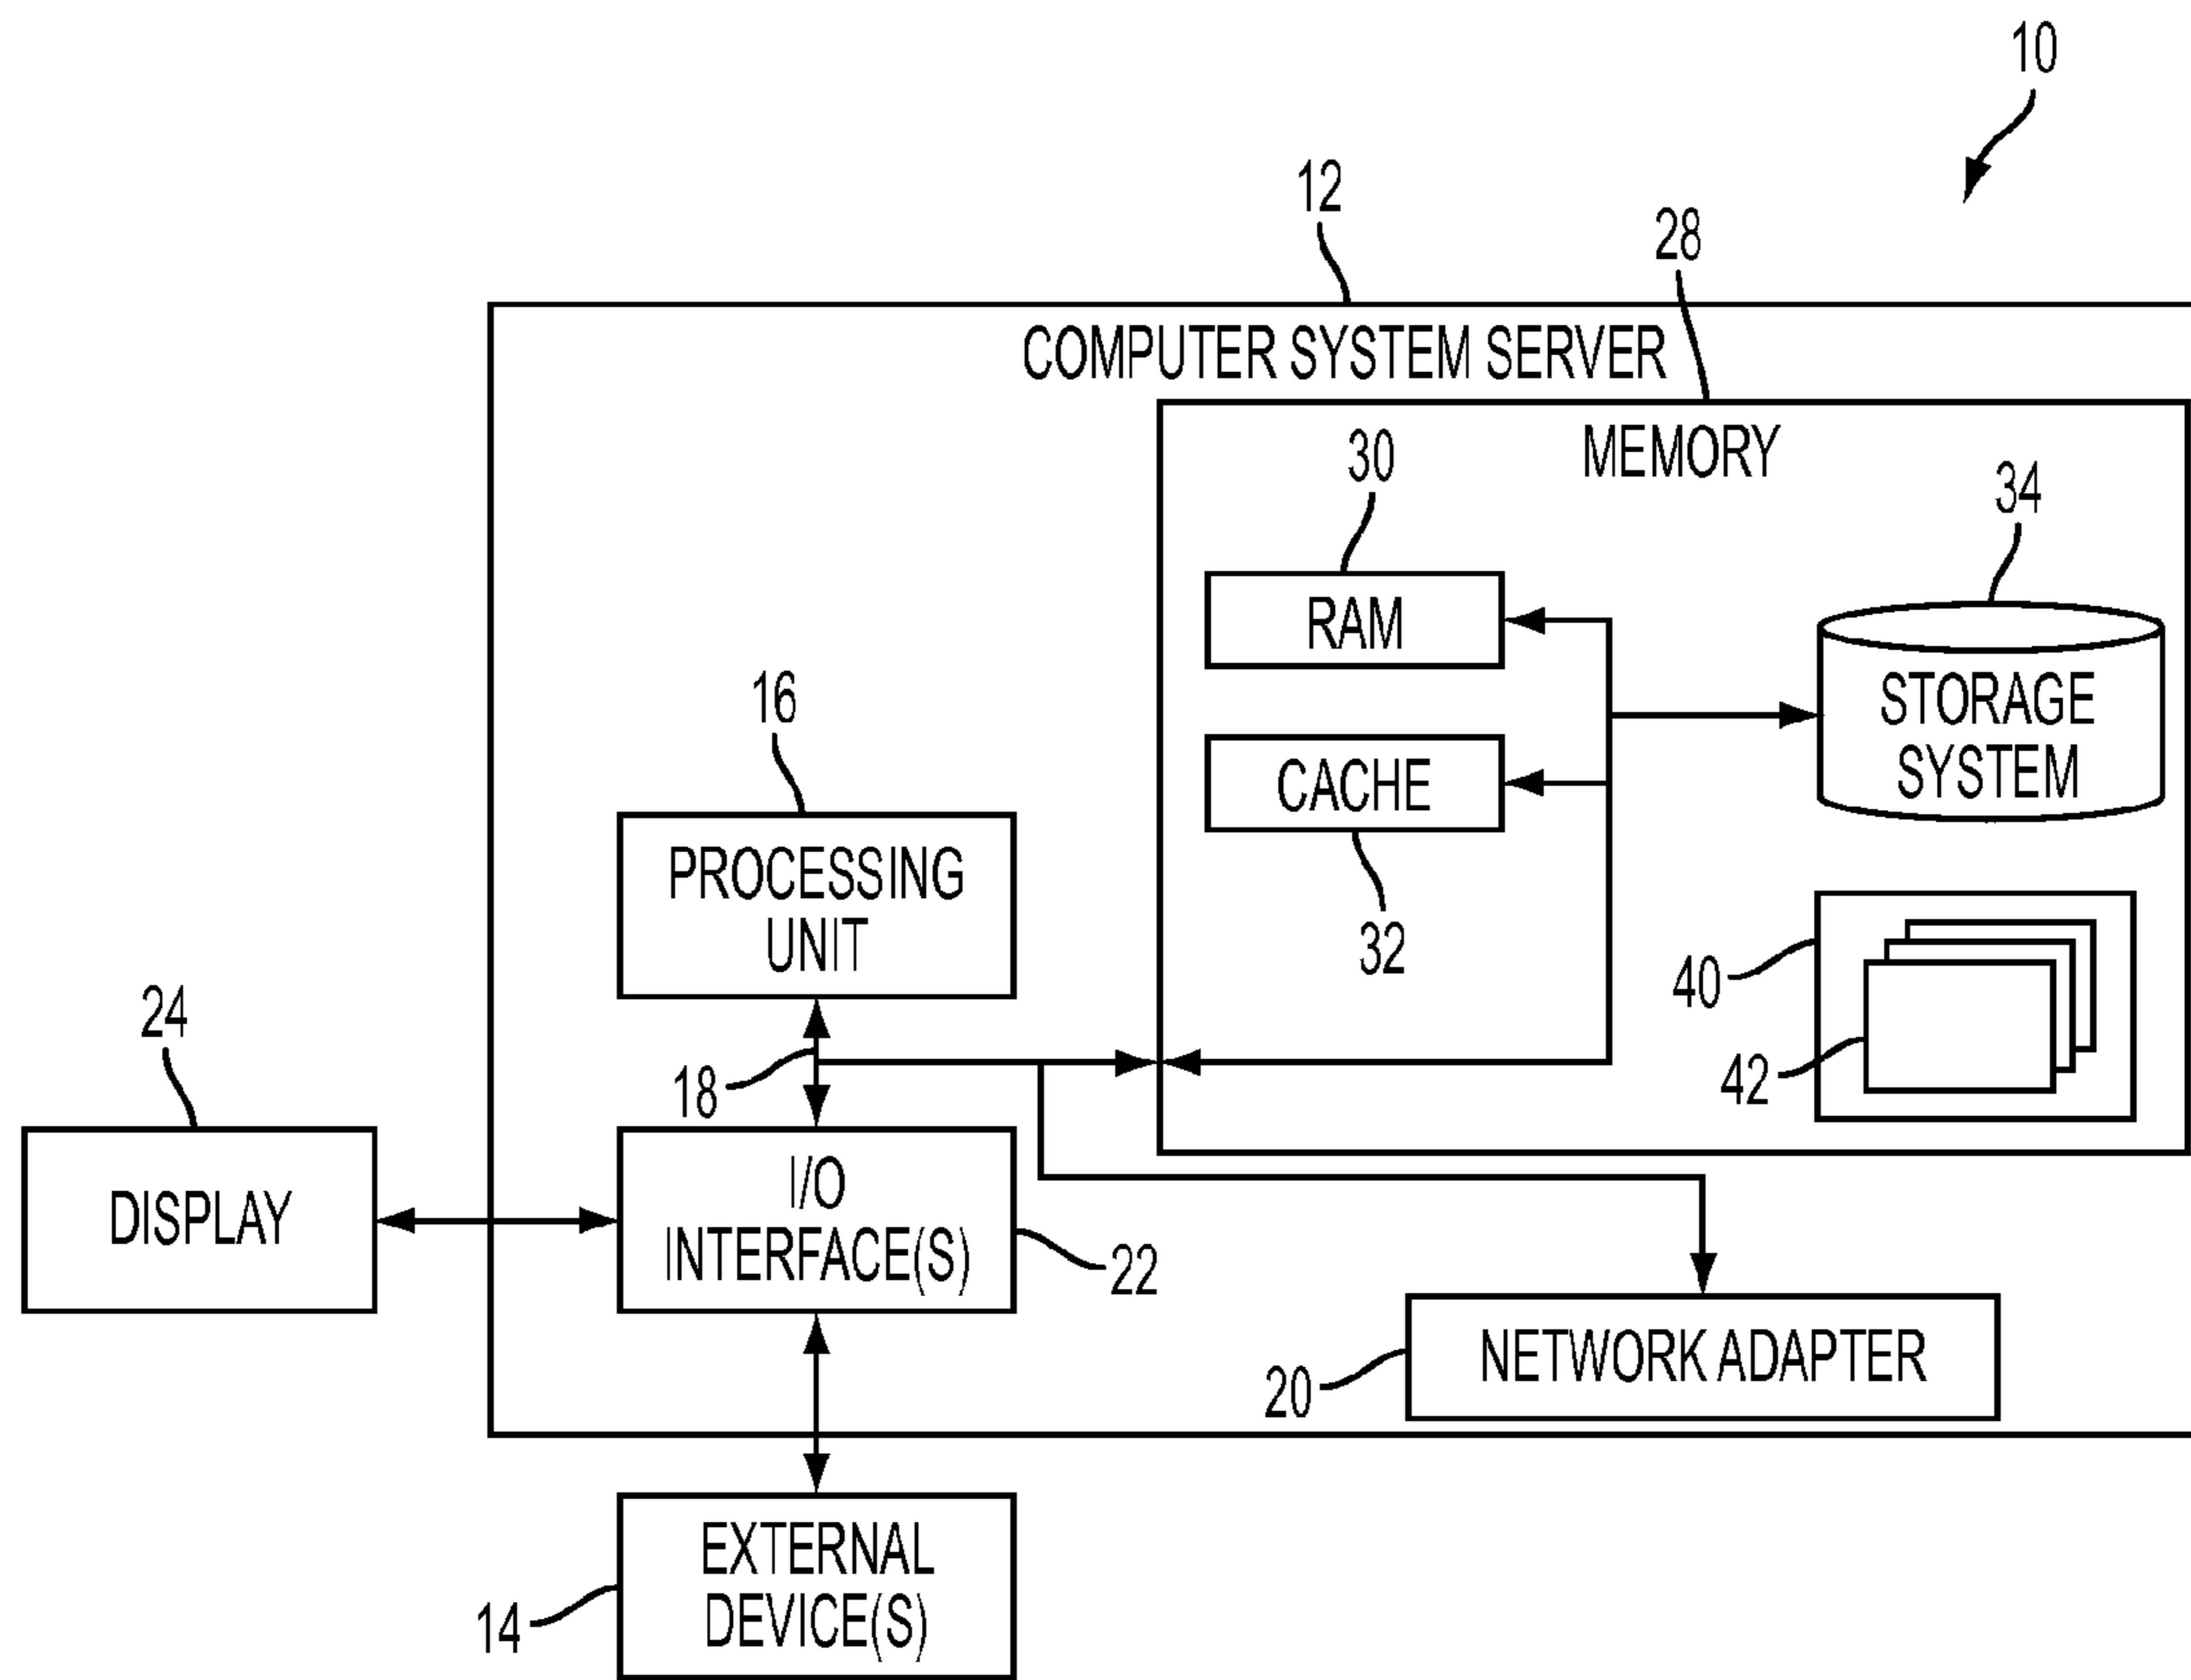 10
12
28
COMPUTER SYSTEM SERVER
MEMORY
30
34
RAM
STORAGE
SYSTEM
16
CACHE
32
PROCESSING
UNIT
40
42
24
18
DISPLAY
I/O
INTERFACE(S)
22
20
NETWORK ADAPTER
EXTERNAL
DEVICE(S)
14